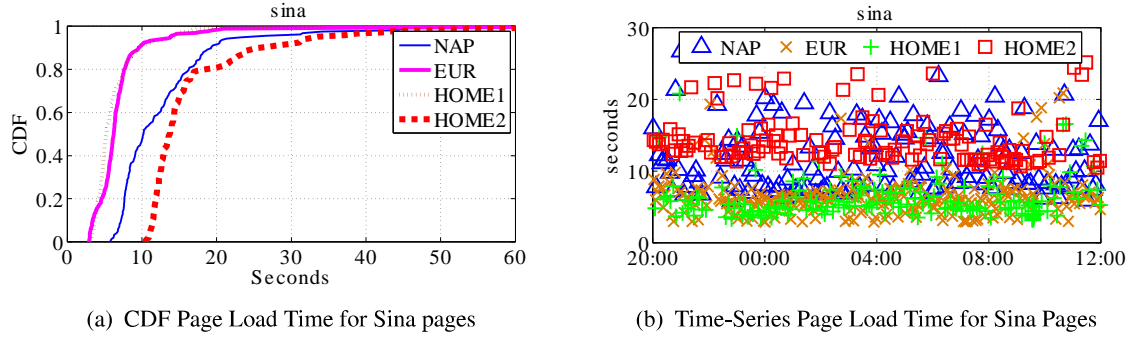 sina
1
0.8
0.6
0.4
0.2
0
CDF
0 10 20 30 40 50 60
Seconds
NAP
EUR
HOME1
HOME2
(a) CDF Page Load Time for Sina pages
sina
NAP EUR HOME1 HOME2
30
20
10
0
seconds
20:00 00:00 04:00 08:00 12:00
(b) Time-Series Page Load Time for Sina Pages